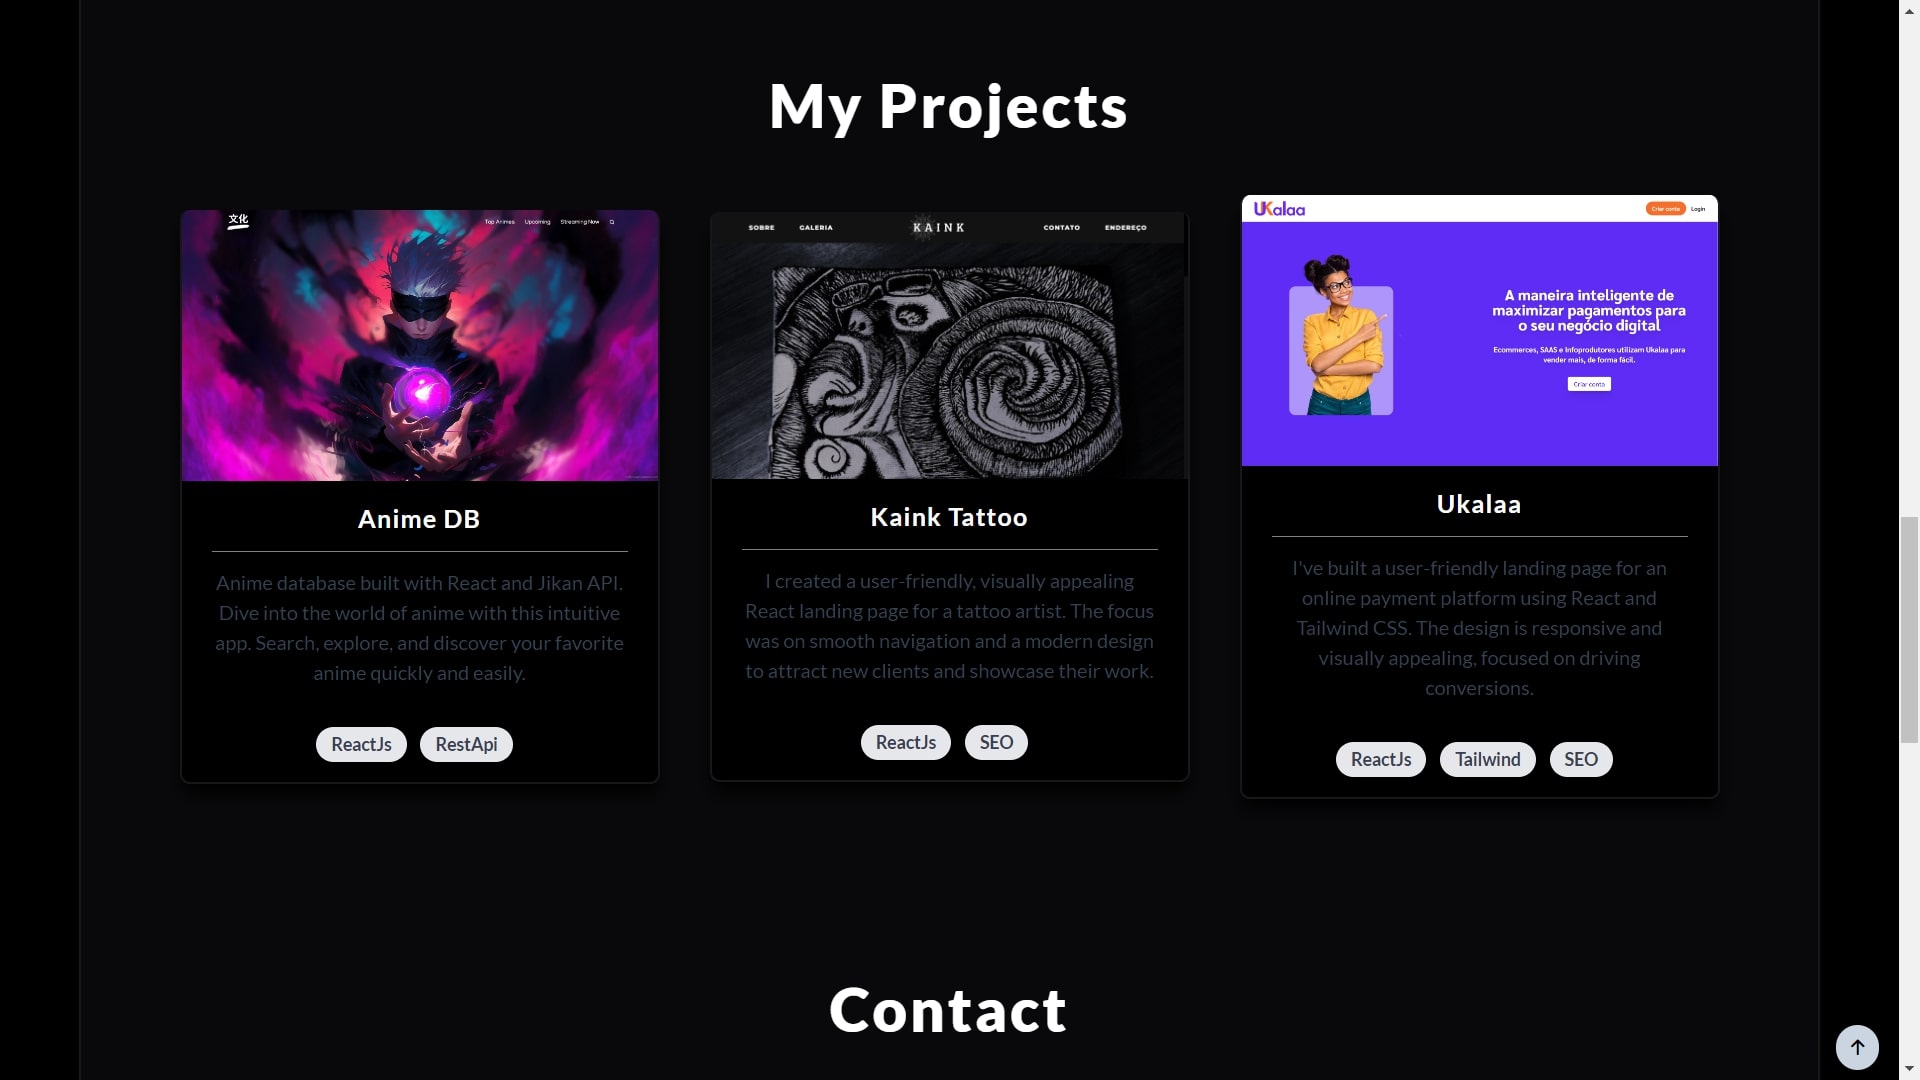 My Projects
文化
Top Animes Upcoming Streaming Now
Anime DB
Anime database built with React and Jikan API.
Dive into the world of anime with this intuitive
app. Search, explore, and discover your favorite
anime quickly and easily.
ReactJs RestApi
SOBRE GALERIA KAINK CONTATO ENDEREÇO
Kaink Tattoo
I created a user-friendly, visually appealing
React landing page for a tattoo artist. The focus
was on smooth navigation and a modern design
to attract new clients and showcase their work.
ReactJs SEO
UKalaa Criar conta Login
A maneira inteligente de
maximizar pagamentos para
o seu negócio digital
Ecommerces, SAAS e Infoprodutores utilizam Ukalaa para
vender mais, de forma fácil.
Criar conta
Ukalaa
I've built a user-friendly landing page for an
online payment platform using React and
Tailwind CSS. The design is responsive and
visually appealing, focused on driving
conversions.
ReactJs Tailwind SEO
Contact